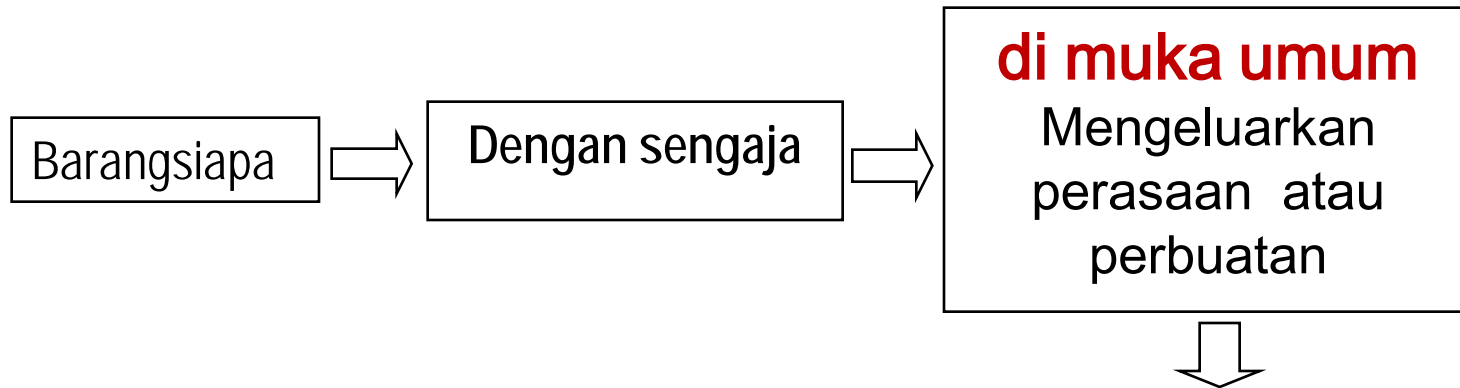 Barangsiapa
Dengan sengaja
di muka umum
Mengeluarkan
perasaan atau
perbuatan